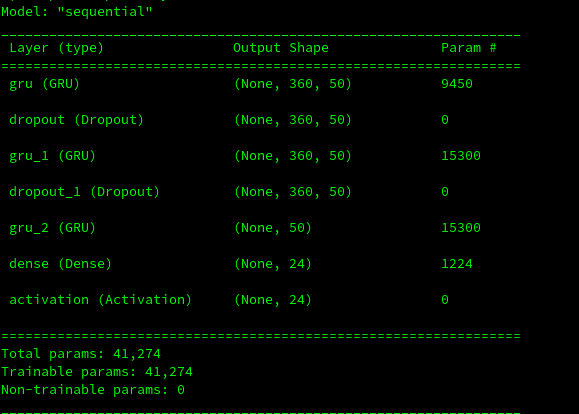 Model: "sequential"
_________________________________________________________________
Layer (type) Output Shape Param #
=================================================================
gru (GRU) (None, 360, 50) 9450
dropout (Dropout) (None, 360, 50) 0
gru_1 (GRU) (None, 360, 50) 15300
dropout_1 (Dropout) (None, 360, 50) 0
gru_2 (GRU) (None, 50) 15300
dense (Dense) (None, 24) 1224
activation (Activation) (None, 24) 0
=================================================================
Total params: 41,274
Trainable params: 41,274
Non-trainable params: 0
_________________________________________________________________